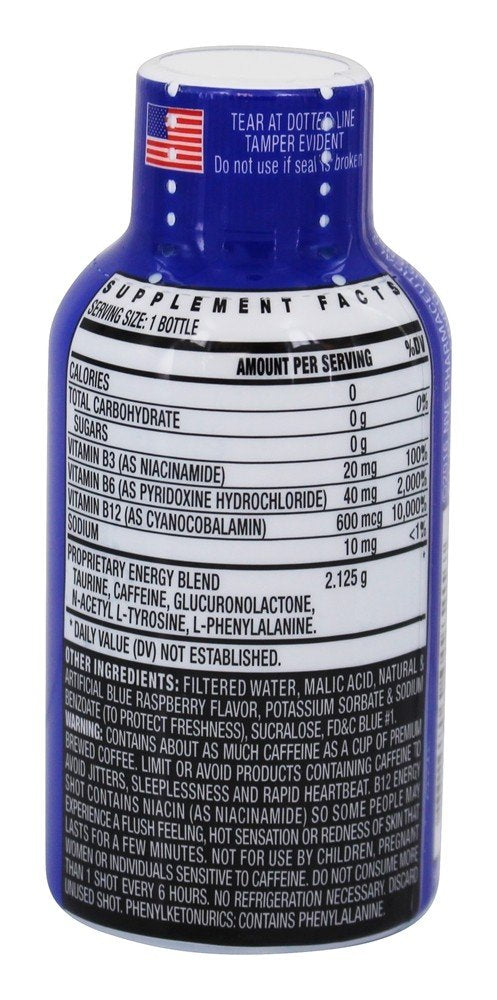 TEAR AT DOTTED LINE
TAMPER EVIDENT
Do not use if seal is broken
SUPPLEMENT FACTS
SERVING SIZE: 1 BOTTLE
AMOUNT PER SERVING %DV
CALORIES 0
TOTAL CARBOHYDRATE 0 g 0%
SUGARS 0 g
VITAMIN B3 (AS NIACINAMIDE) 20 mg 100%
VITAMIN B6 (AS PYRIDOXINE HYDROCHLORIDE) 40 mg 2,000%
VITAMIN B12 (AS CYANOCOBALAMIN) 600 mcg 10,000%
SODIUM 10 mg <1%
PROPRIETARY ENERGY BLEND 2.125 g *
TAURINE, CAFFEINE, GLUCURONOLACTONE,
N-ACETYL L-TYROSINE, L-PHENYLALANINE.
* DAILY VALUE (DV) NOT ESTABLISHED.
OTHER INGREDIENTS: FILTERED WATER, MALIC ACID, NATURAL &
ARTIFICIAL BLUE RASPBERRY FLAVOR, POTASSIUM SORBATE & SODIUM
BENZOATE (TO PROTECT FRESHNESS), SUCRALOSE, FD&C BLUE #1.
WARNING: CONTAINS ABOUT AS MUCH CAFFEINE AS A CUP OF PREMIUM
BREWED COFFEE. LIMIT OR AVOID PRODUCTS CONTAINING CAFFEINE TO
AVOID JITTERS, SLEEPLESSNESS AND RAPID HEARTBEAT. B12 ENERGY
SHOT CONTAINS NIACIN (AS NIACINAMIDE) SO SOME PEOPLE MAY
EXPERIENCE A FLUSH FEELING, HOT SENSATION OR REDNESS OF SKIN THAT
LASTS FOR A FEW MINUTES. NOT FOR USE BY CHILDREN, PREGNANT
WOMEN OR INDIVIDUALS SENSITIVE TO CAFFEINE. DO NOT CONSUME MORE
THAN 1 SHOT EVERY 6 HOURS. NO REFRIGERATION NECESSARY. DISCARD
UNUSED SHOT. PHENYLKETONURICS: CONTAINS PHENYLALANINE.